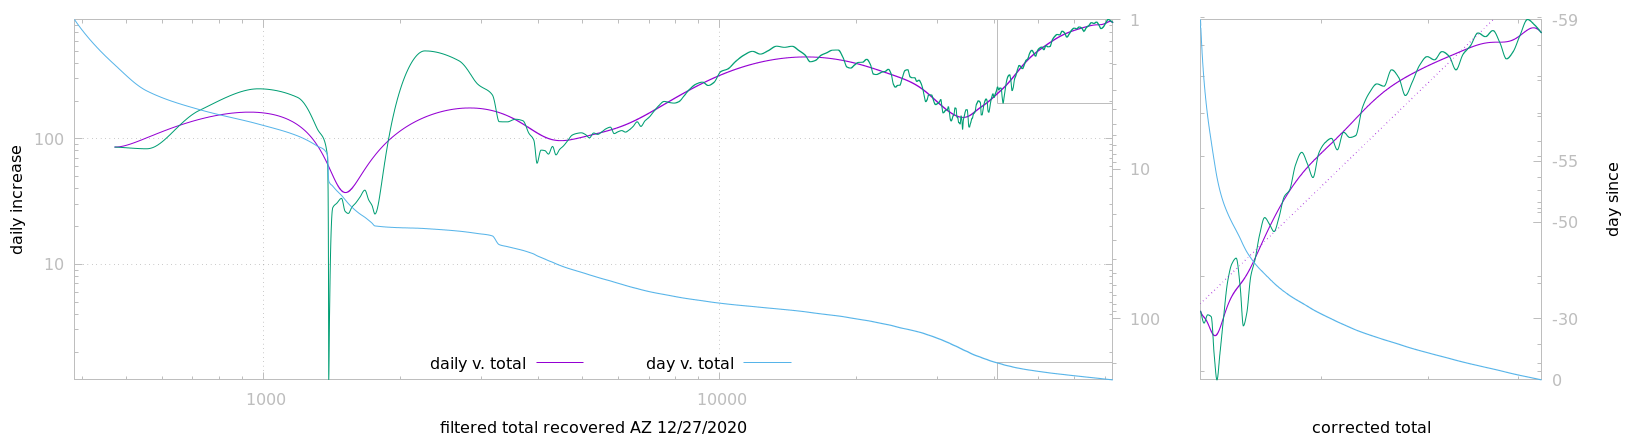 1
-59
100
10
-55
daily increase
day since
-50
10
100
-30
daily v. total
day v. total
0
1000
10000
filtered total recovered AZ 12/27/2020
corrected total